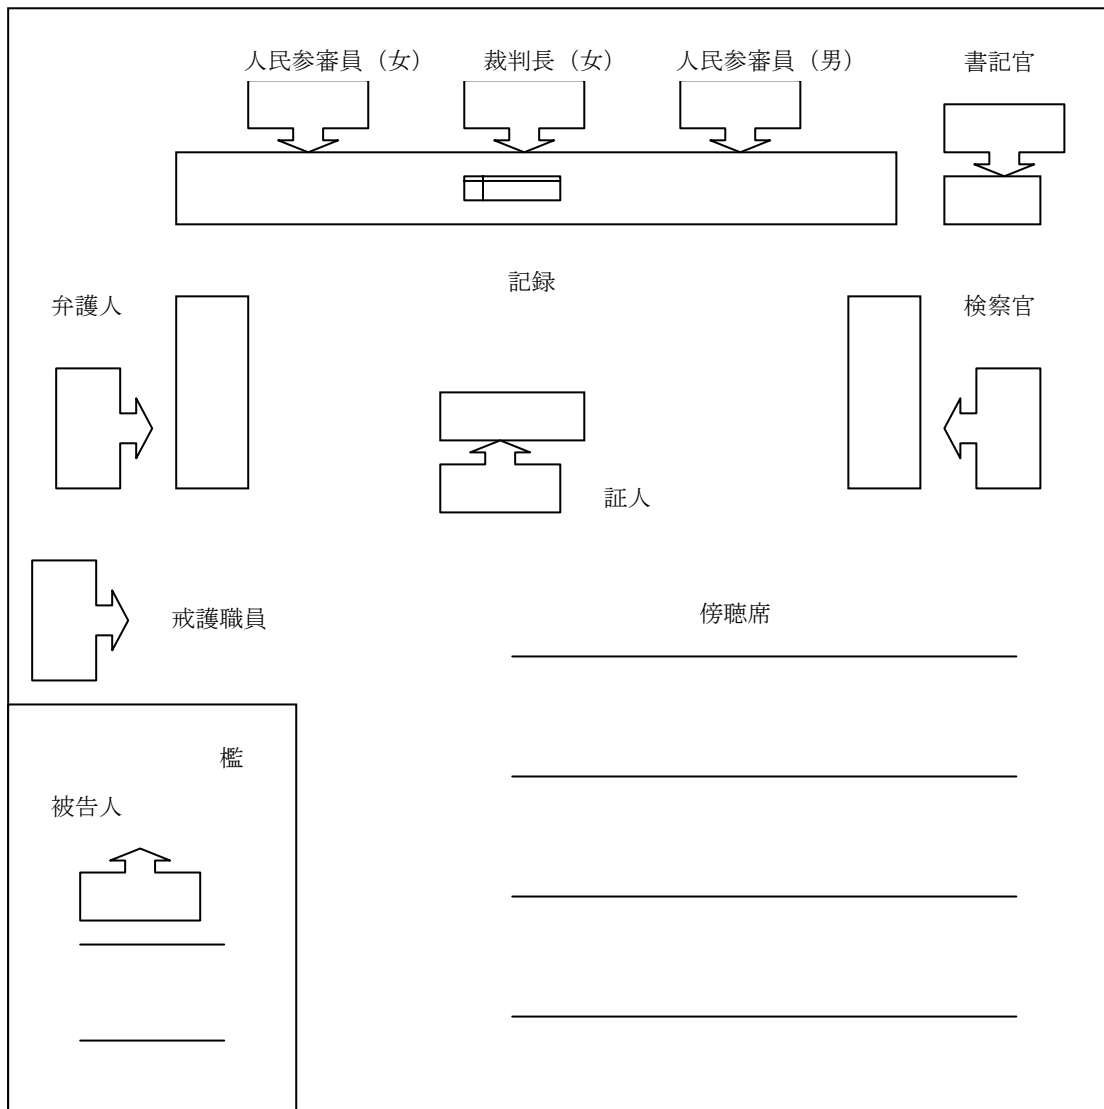 人民参審員（女）
裁判長（女）
人民参審員（男）
書記官
記録
弁護人
検察官
証人
戒護職員
傍聴席
檻
被告人